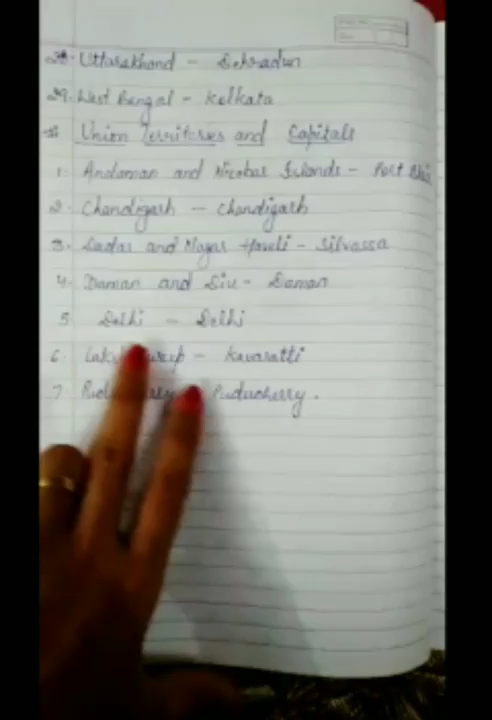 28. Uttarakhand - Dehradun
29. West Bengal - Kolkata
Union Territories and Capitals
1. Andaman and Nicobar Islands - Port
2. Chandigarh - Chandigarh
3. Dadar and Nagar Haveli - Silvassa
4. Daman and Diu - Daman
5. Delhi - Delhi
6. - Kavaratti
7. Puducherry.